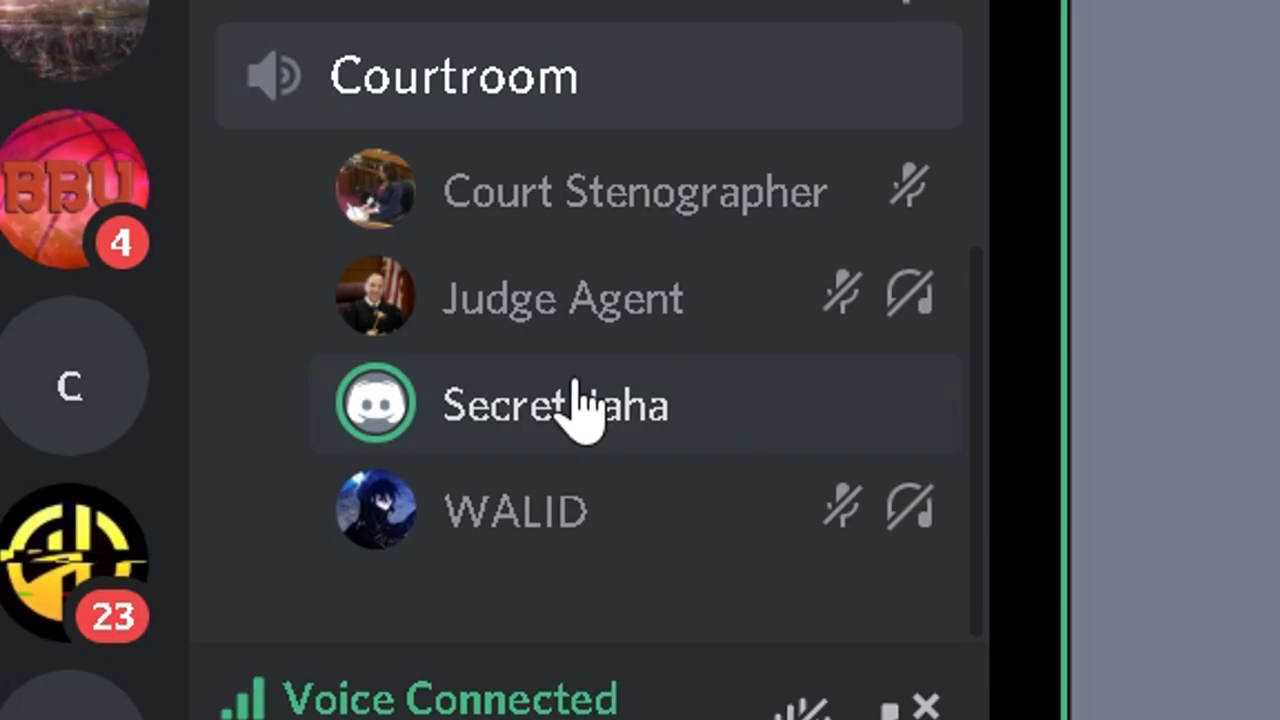 Courtroom
BBU
4
Court Stenographer
Judge Agent
c
Secret
WALID
23
Voice Connected